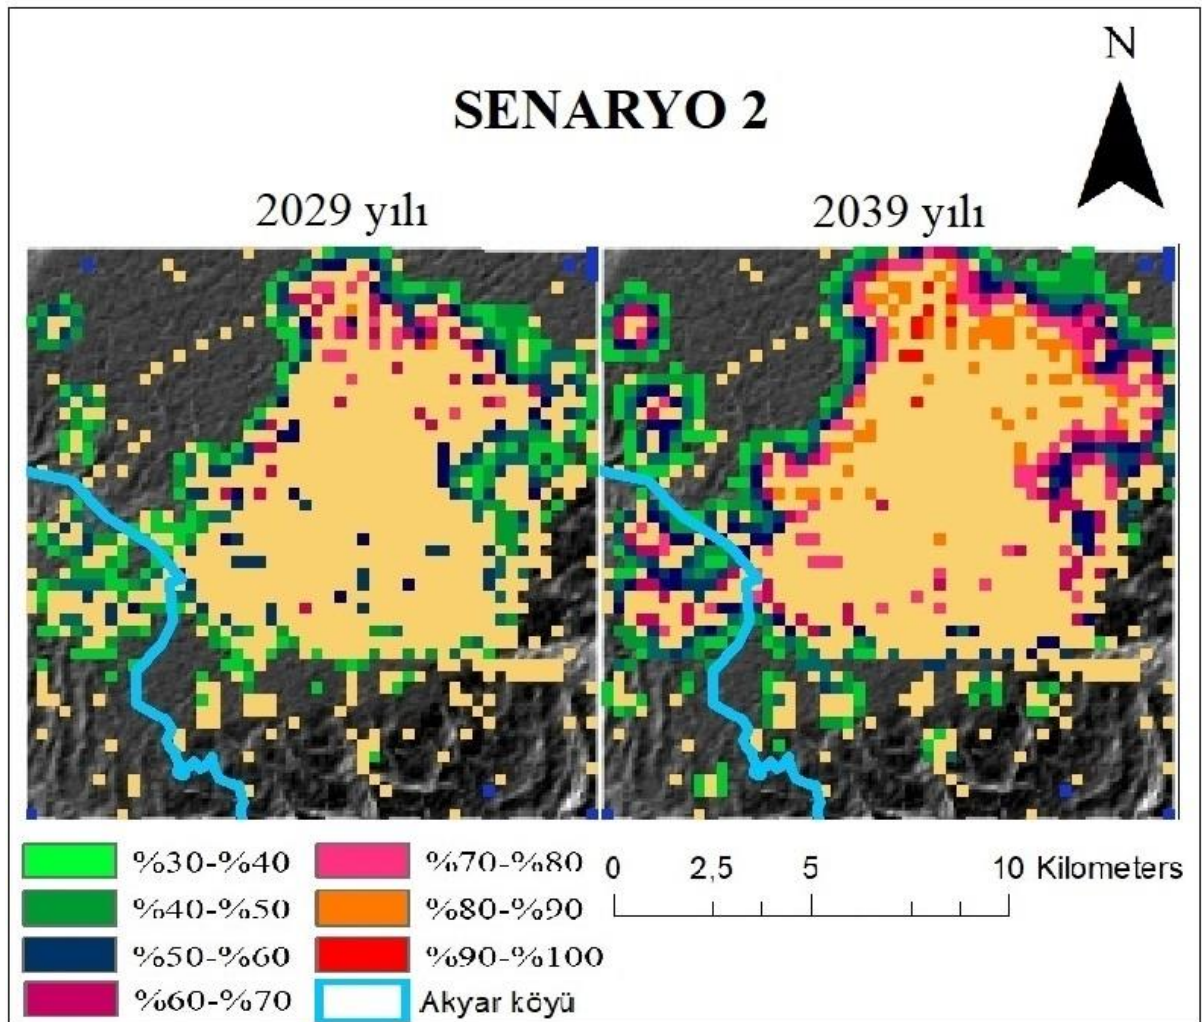 N
SENARYO 2
2029 yılı
2039 yılı
%30-%40
%70-%80
0 2,5 5 10 Kilometers
%40-%50
%80-%90
%50-%60
%90-%100
%60-%70
Akyar köyü